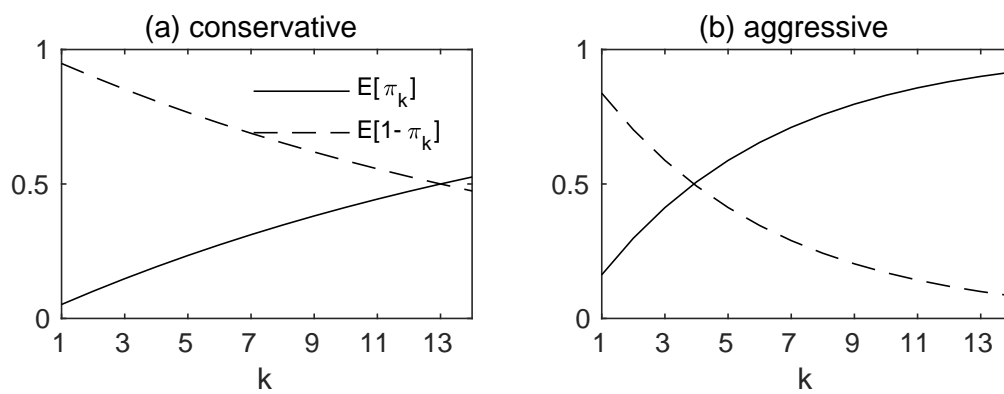 (a) conservative
1
0.5
0
1 3 5 7 9 11 13
k
E[π_k]
E[1-π_k]
(b) aggressive
1
0.5
0
1 3 5 7 9 11 13
k